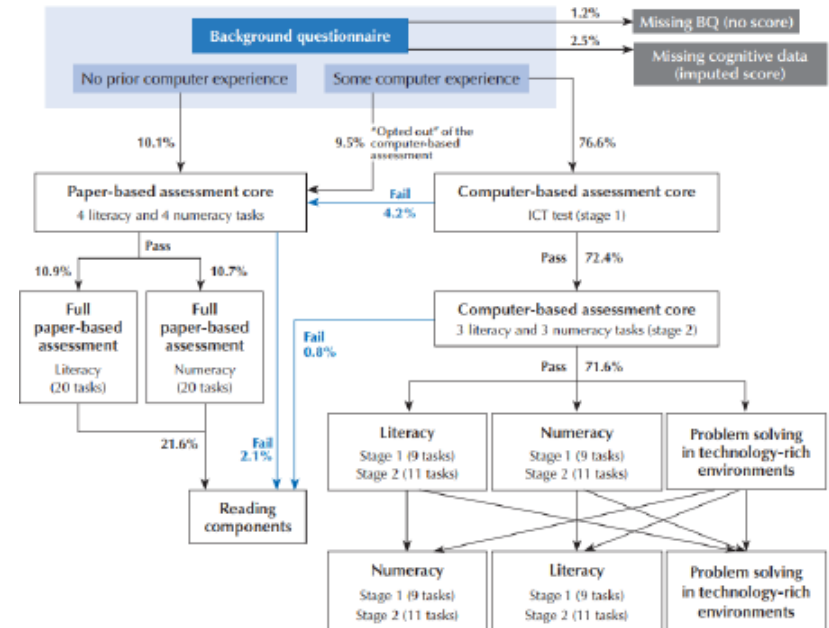 1.2%
Missing BQ (no score)
Background questionnaire
2.5%
Missing cognitive data
(imputed score)
No prior computer experience
Some computer experience
10.1%
9.5%
"Opted out" of the
computer-based
assessment
76.6%
Paper-based assessment core
4 literacy and 4 numeracy tasks
Fail
4.2%
Computer-based assessment core
ICT test (stage 1)
Pass
Pass 72.4%
10.9%
10.7%
Full
paper-based
assessment
Literacy
(20 tasks)
Full
paper-based
assessment
Numeracy
(20 tasks)
Computer-based assessment core
3 literacy and 3 numeracy tasks (stage 2)
Fail
0.8%
Pass 71.6%
21.6%
Fail
2.1%
Literacy
Stage 1 (9 tasks)
Stage 2 (11 tasks)
Numeracy
Stage 1 (9 tasks)
Stage 2 (11 tasks)
Problem solving
in technology-rich
environments
Reading
components
Numeracy
Stage 1 (9 tasks)
Stage 2 (11 tasks)
Literacy
Stage 1 (9 tasks)
Stage 2 (11 tasks)
Problem solving
in technology-rich
environments